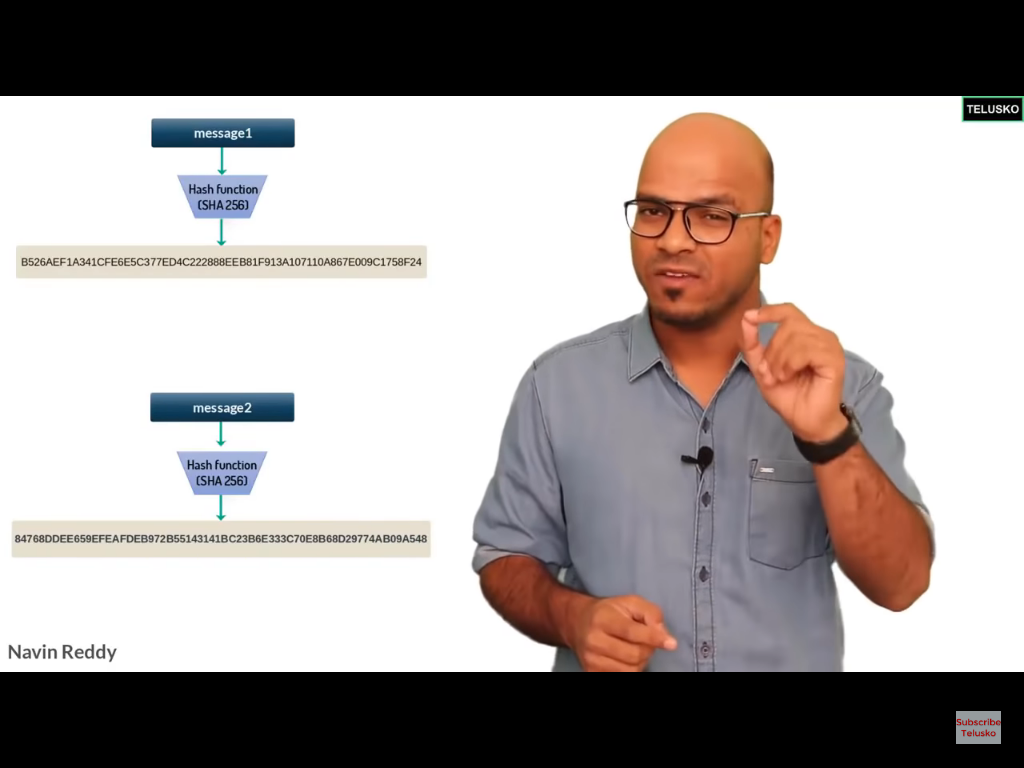 TELUSKO
message1
Hash function
(SHA 256)
B526AEF1A341CFE6E5C377ED4C222888EEB81F913A107110A867E009C1758F24
message2
Hash function
(SHA 256)
84768DDEE659EFEAFDEB972B55143141BC23B6E333C70E8B68D29774AB09A548
Navin Reddy
Subscribe
Telusko